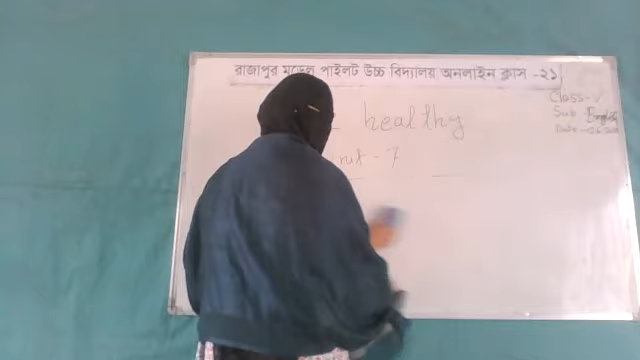 রাজাপুর মডেল পাইলট উচ্চ বিদ্যালয় অনলাইন ক্লাস -২১
Class-V
Sub English
Date -
healthy
- 7